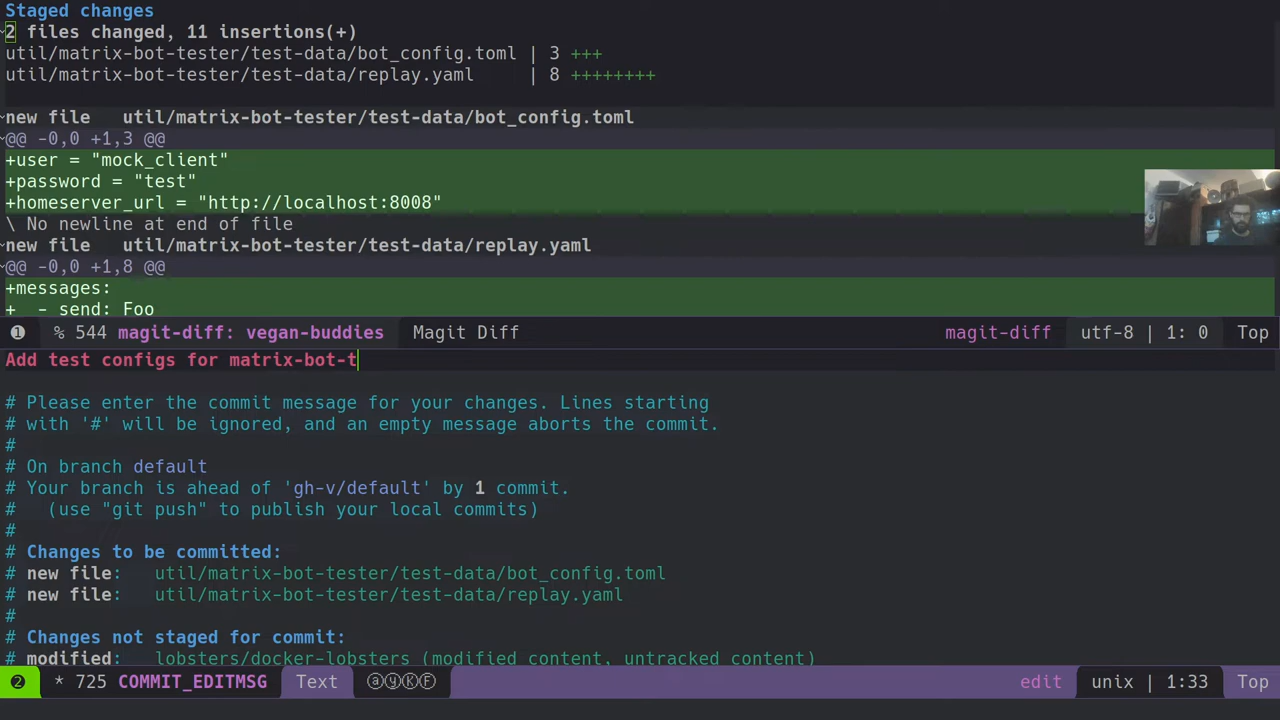 Staged changes
2 files changed, 11 insertions(+)
util/matrix-bot-tester/test-data/bot_config.toml | 3 +++
util/matrix-bot-tester/test-data/replay.yaml     | 8 ++++++++
new file   util/matrix-bot-tester/test-data/bot_config.toml
@@ -0,0 +1,3 @@
+user = "mock_client"
+password = "test"
+homeserver_url = "http://localhost:8008"
\ No newline at end of file
new file   util/matrix-bot-tester/test-data/replay.yaml
@@ -0,0 +1,8 @@
+messages:
+  - send: Foo
❶ % 544 magit-diff: vegan-buddies Magit Diff magit-diff utf-8 | 1: 0 Top
Add test configs for matrix-bot-t
# Please enter the commit message for your changes. Lines starting
# with '#' will be ignored, and an empty message aborts the commit.
#
# On branch default
# Your branch is ahead of 'gh-v/default' by 1 commit.
#   (use "git push" to publish your local commits)
#
# Changes to be committed:
# new file:   util/matrix-bot-tester/test-data/bot_config.toml
# new file:   util/matrix-bot-tester/test-data/replay.yaml
#
# Changes not staged for commit:
# modified:   lobsters/docker-lobsters (modified content, untracked content)
❷ * 725 COMMIT_EDITMSG Text ⓐⓨⓀⒻ edit unix | 1:33 Top